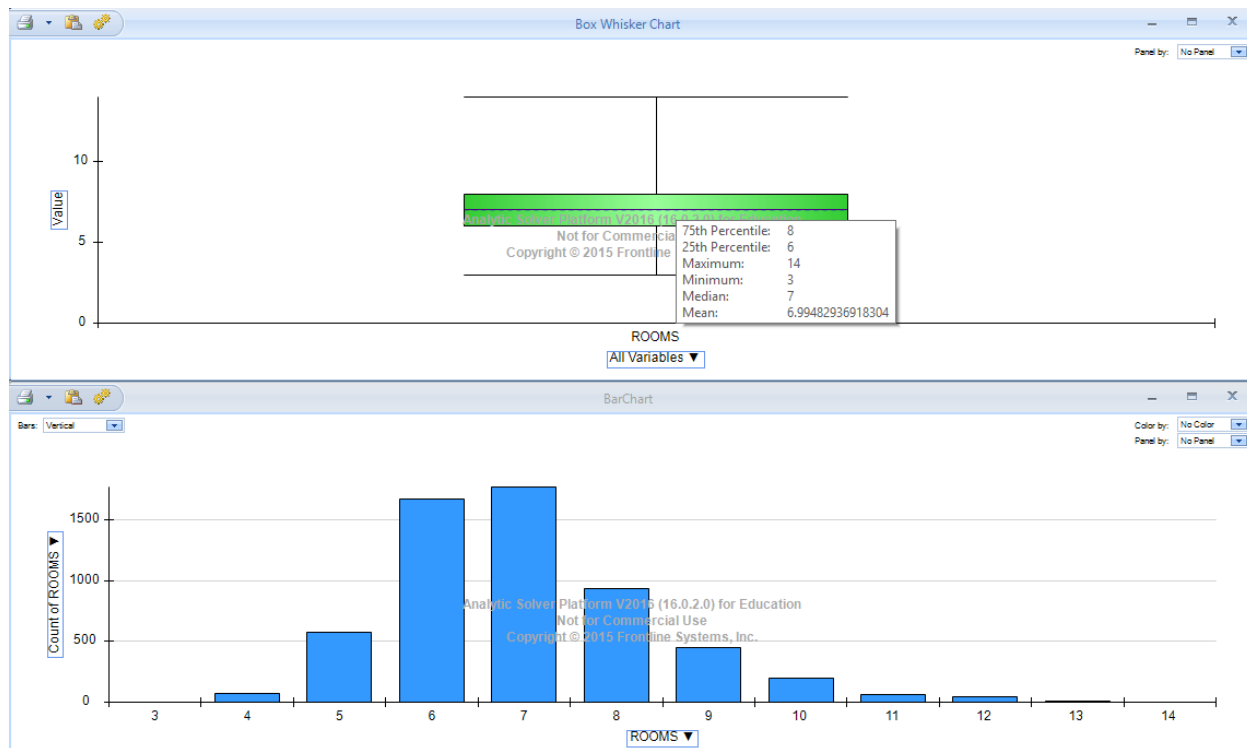 Box Whisker Chart
Panel by: No Panel
10
5
0
Value
Analytic Solver Platform V2016 (16.0.2.0) for Education
Not for Commercia
Copyright © 2015 Frontline
75th Percentile: 8
25th Percentile: 6
Maximum: 14
Minimum: 3
Median: 7
Mean: 6.99482936918304
ROOMS
All Variables ▼
BarChart
Bars: Vertical
Color by: No Color
Panel by: No Panel
1500
1000
500
0
Count of ROOMS ▼
Analytic Solver Platform V2016 (16.0.2.0) for Education
Not for Commercial Use
Copyright © 2015 Frontline Systems, Inc.
3 4 5 6 7 8 9 10 11 12 13 14
ROOMS ▼